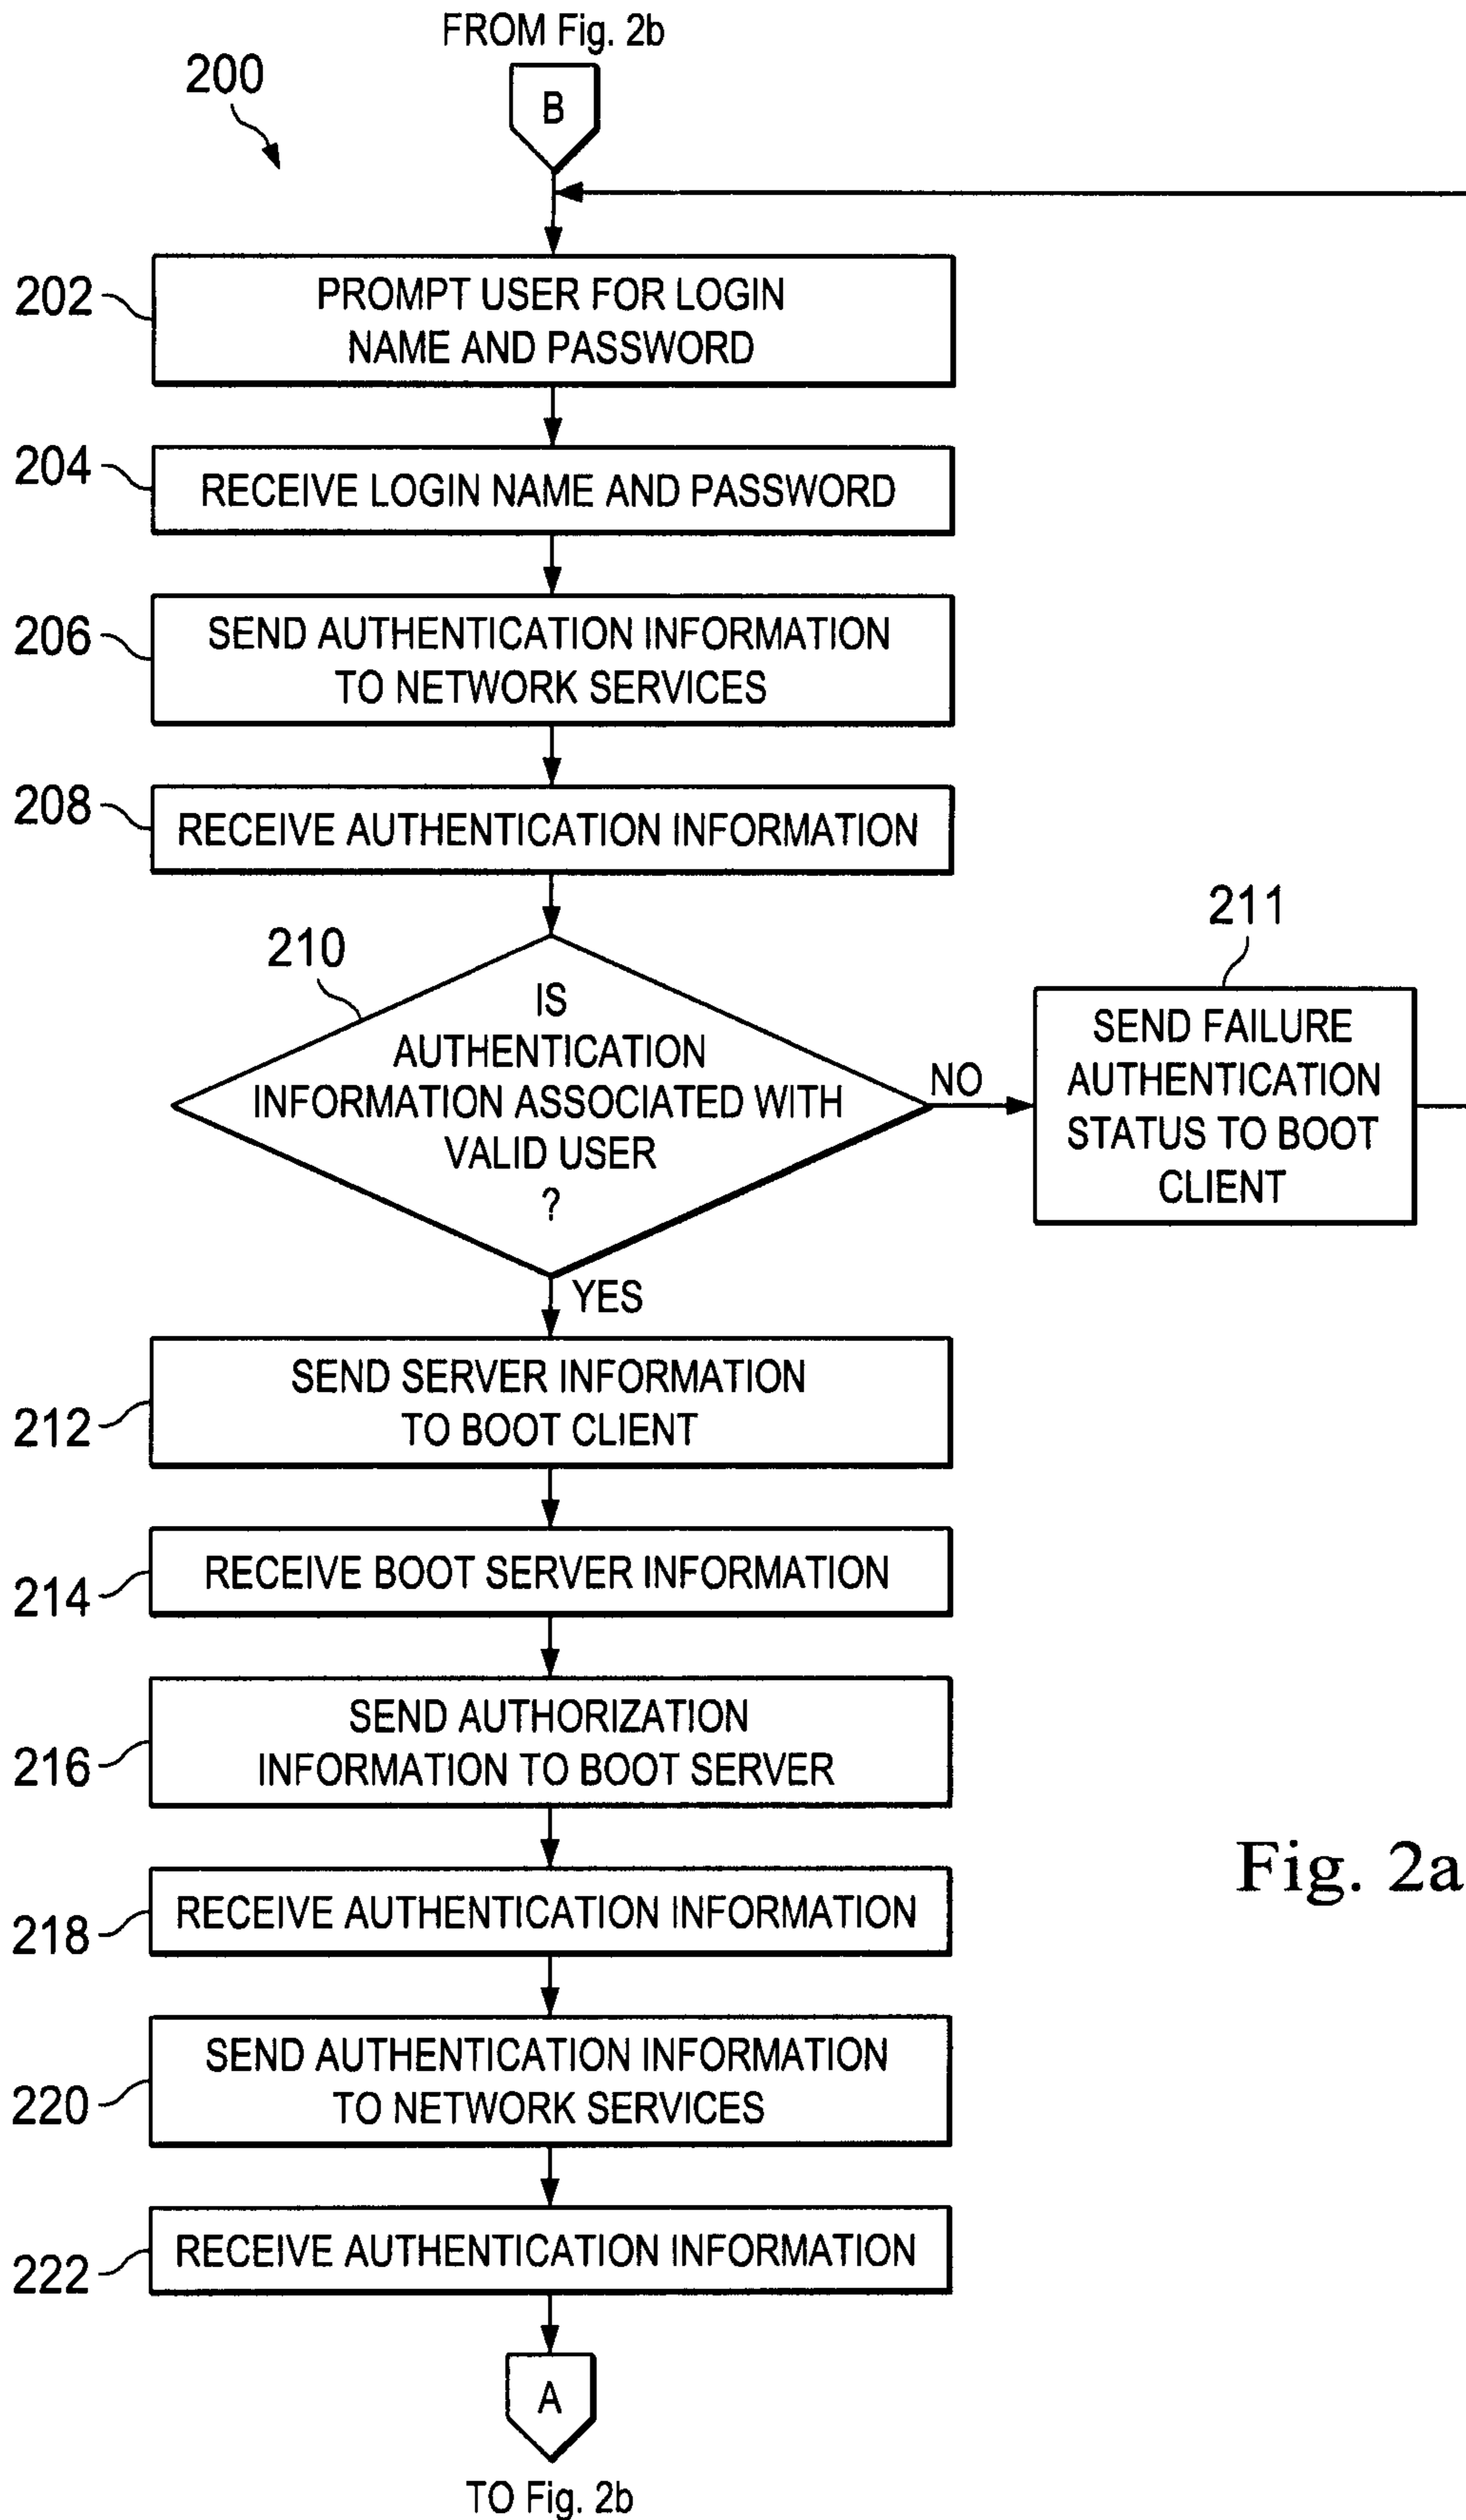 FROM Fig. 2b
200
B
202
PROMPT USER FOR LOGIN
NAME AND PASSWORD
204
RECEIVE LOGIN NAME AND PASSWORD
206
SEND AUTHENTICATION INFORMATION
TO NETWORK SERVICES
208
RECEIVE AUTHENTICATION INFORMATION
210
IS
AUTHENTICATION
INFORMATION ASSOCIATED WITH
VALID USER
?
NO
211
SEND FAILURE
AUTHENTICATION
STATUS TO BOOT
CLIENT
YES
212
SEND SERVER INFORMATION
TO BOOT CLIENT
214
RECEIVE BOOT SERVER INFORMATION
216
SEND AUTHORIZATION
INFORMATION TO BOOT SERVER
Fig. 2a
218
RECEIVE AUTHENTICATION INFORMATION
220
SEND AUTHENTICATION INFORMATION
TO NETWORK SERVICES
222
RECEIVE AUTHENTICATION INFORMATION
A
TO Fig. 2b